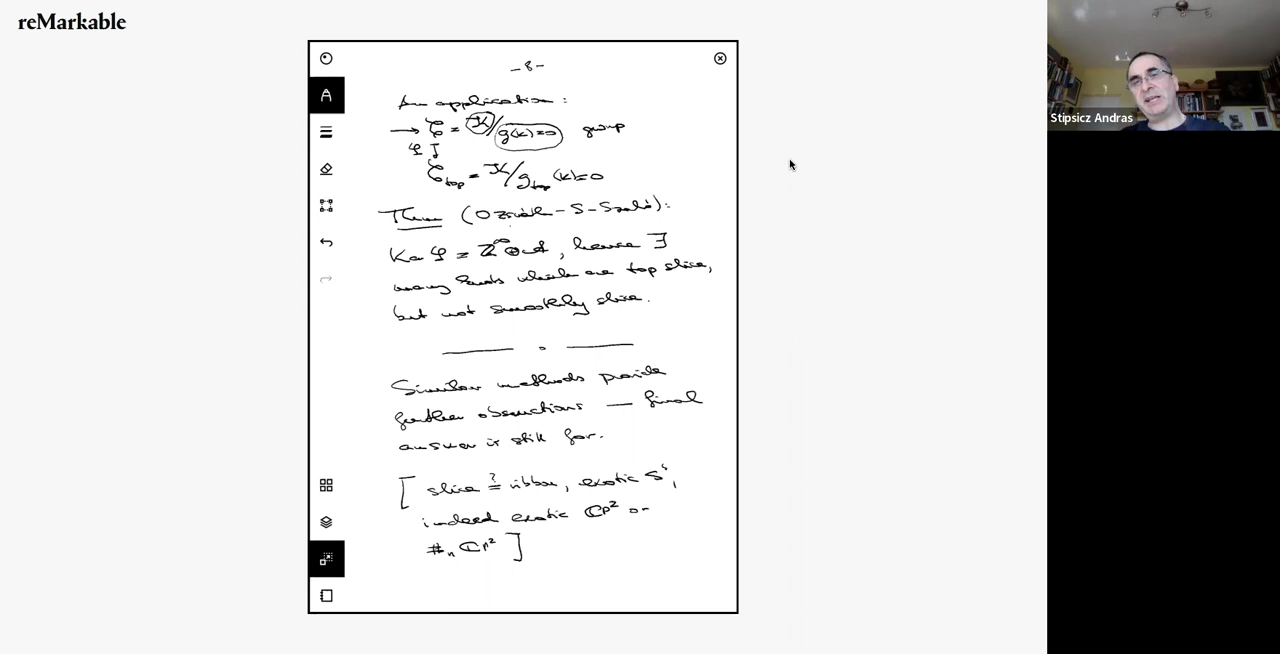 reMarkable
-8-
An application:
→ 𝒞 = 𝒦/g(K)=0 group
φ ↓
𝒞top = 𝒦/gtop(K)=0
Thm (Ozsváth-S-Szabó):
Ker φ = ℤ^∞ ⊕ A, hence ∃
many knots which are top slice,
but not smoothly slice.
Similar methods provide
further obstructions — final
answer is still far.
[slice ?= ribbon, exotic S⁴,
indeed exotic ℂP² or
#n ℂP²]
Stipsicz Andras